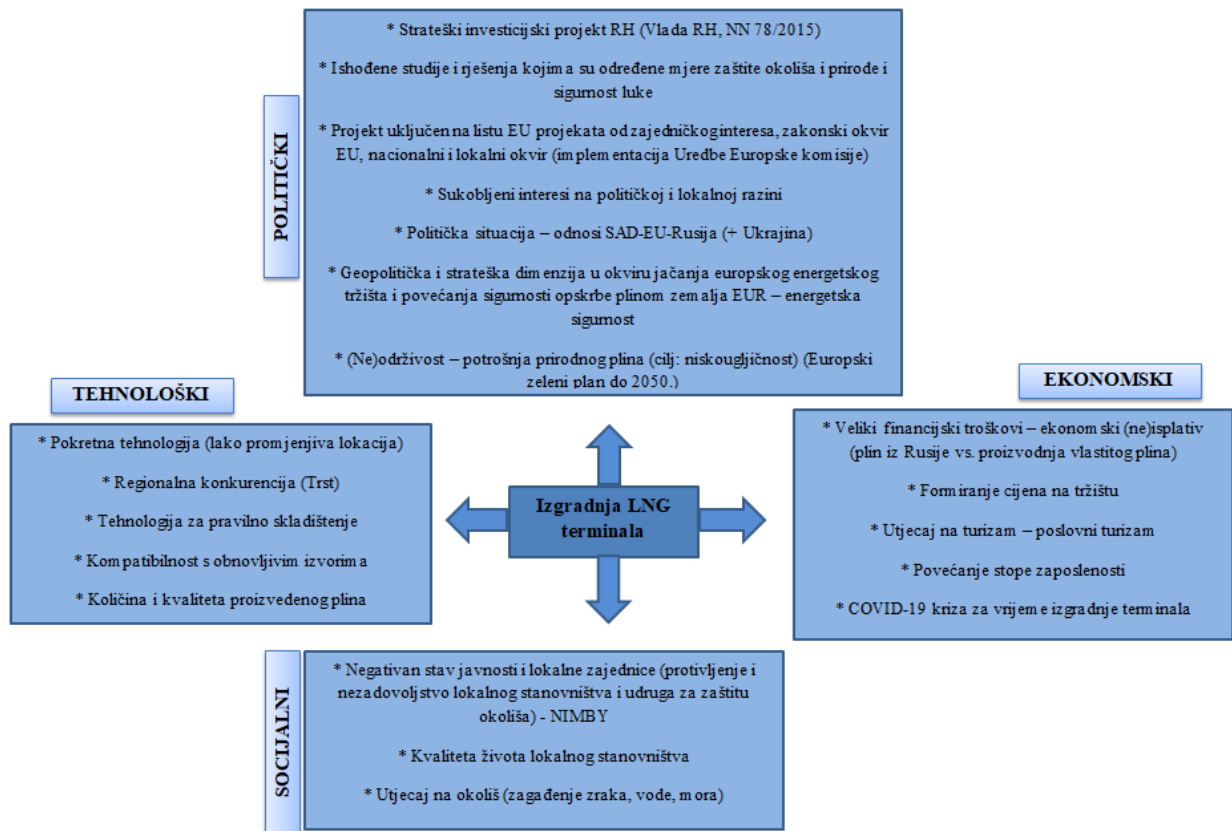 POLITIČKI
* Strateški investicijski projekt RH (Vlada RH, NN 78/2015)
* Ishođene studije i rješenja kojima su određene mjere zaštite okoliša i prirode i
sigurnost luke
* Projekt uključen na listu EU projekata od zajedničkog interesa, zakonski okvir
EU, nacionalni i lokalni okvir (implementacija Uredbe Europske komisije)
* Sukobljeni interesi na političkoj i lokalnoj razini
* Politička situacija – odnosi SAD-EU-Rusija (+ Ukrajina)
* Geopolitička i strateška dimenzija u okviru jačanja europskog energetskog
tržišta i povećanja sigurnosti opskrbe plinom zemalja EUR – energetska
sigurnost
* (Ne)održivost – potrošnja prirodnog plina (cilj: niskougljičnost) (Europski
zeleni plan do 2050.)
TEHNOLOŠKI
* Pokretna tehnologija (lako promjenjiva lokacija)
* Regionalna konkurencija (Trst)
* Tehnologija za pravilno skladištenje
* Kompatibilnost s obnovljivim izvorima
* Količina i kvaliteta proizvedenog plina
Izgradnja LNG
terminala
EKONOMSKI
* Veliki financijski troškovi – ekonomski (ne)isplativ
(plin iz Rusije vs. proizvodnja vlastitog plina)
* Formiranje cijena na tržištu
* Utjecaj na turizam – poslovni turizam
* Povećanje stope zaposlenosti
* COVID-19 kriza za vrijeme izgradnje terminala
SOCIJALNI
* Negativan stav javnosti i lokalne zajednice (protivljenje i
nezadovoljstvo lokalnog stanovništva i udruga za zaštitu
okoliša) - NIMBY
* Kvaliteta života lokalnog stanovništva
* Utjecaj na okoliš (zagađenje zraka, vode, mora)